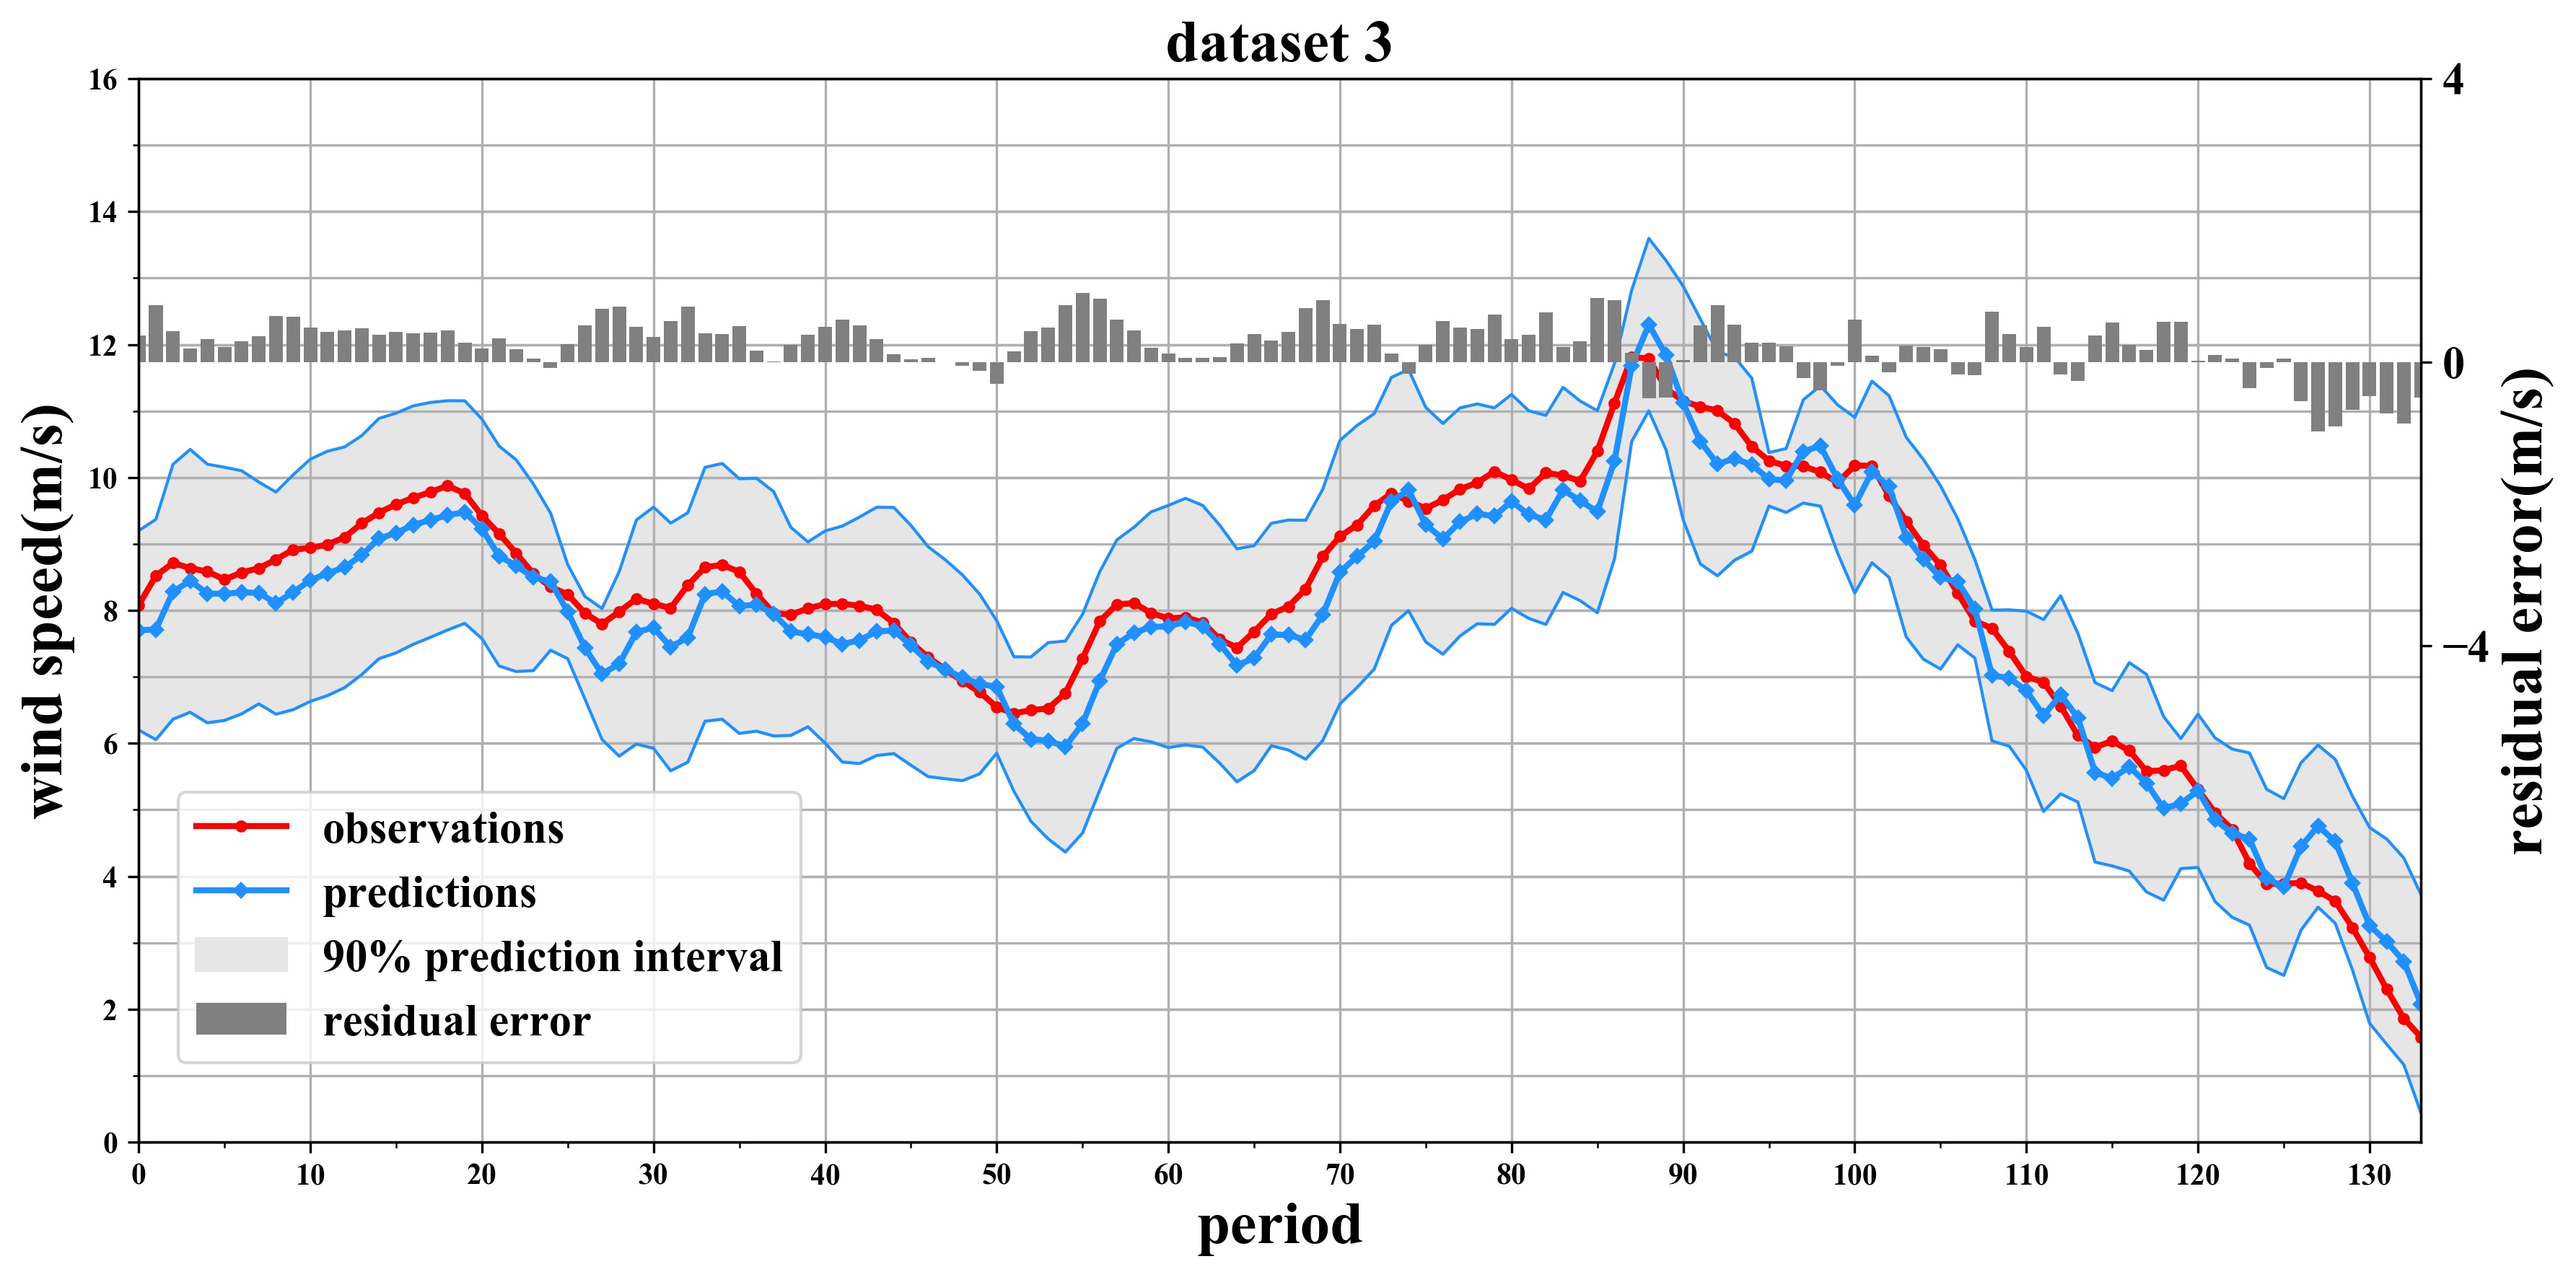 dataset 3
16
14
12
10
8
6
4
2
0
wind speed(m/s)
4
0
−4
residual error(m/s)
observations
predictions
90% prediction interval
residual error
0 10 20 30 40 50 60 70 80 90 100 110 120 130
period